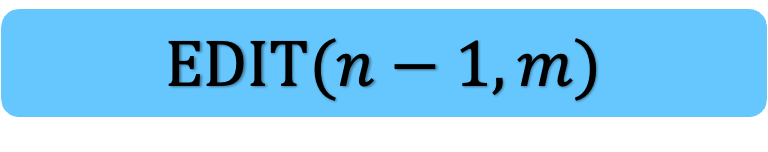 EDIT(n − 1, m)